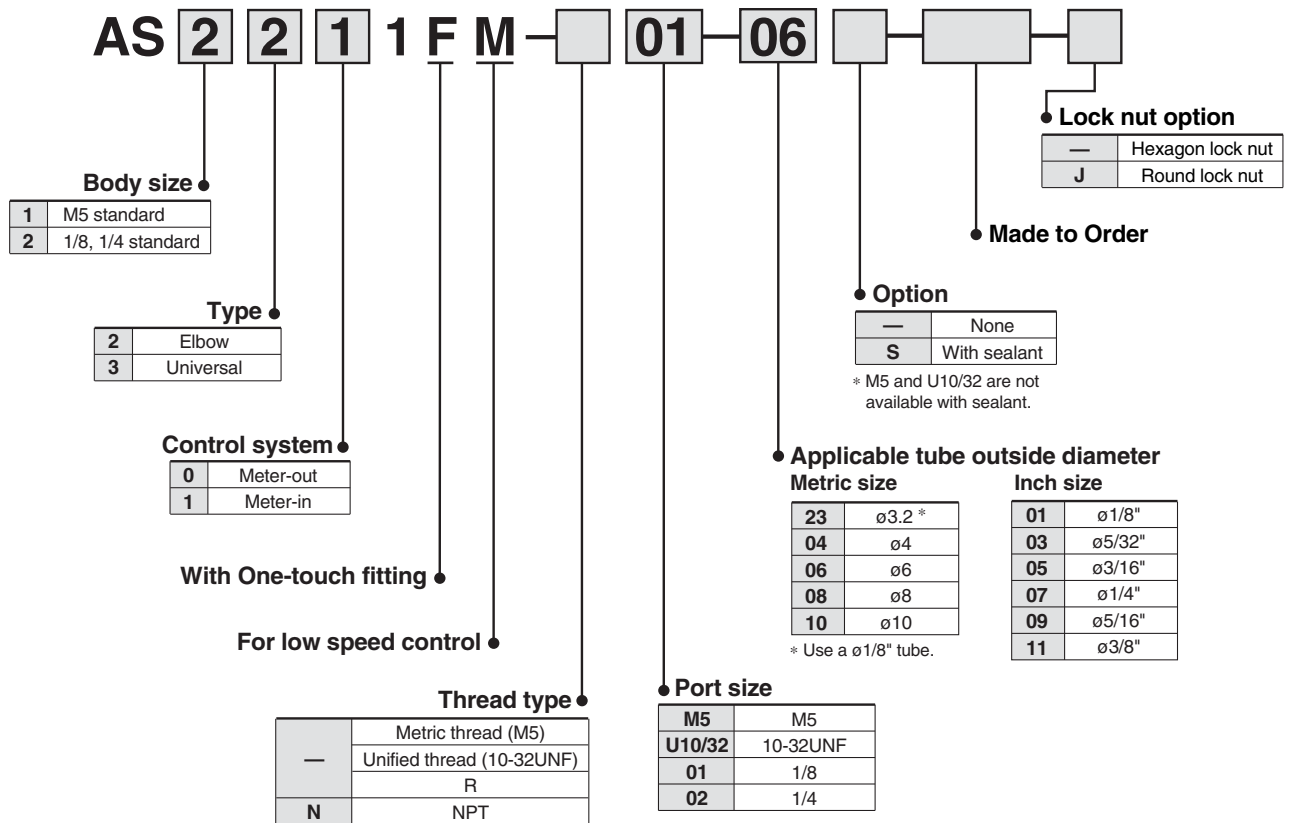 AS 2 2 1 1 F M – 01 – 06 – –
Lock nut option
— Hexagon lock nut
J Round lock nut
Body size
1 M5 standard
2 1/8, 1/4 standard
Made to Order
Type
2 Elbow
3 Universal
Option
— None
S With sealant
* M5 and U10/32 are not
available with sealant.
Control system
0 Meter-out
1 Meter-in
Applicable tube outside diameter
Metric size
23 ø3.2 *
04 ø4
06 ø6
08 ø8
10 ø10
* Use a ø1/8" tube.
Inch size
01 ø1/8"
03 ø5/32"
05 ø3/16"
07 ø1/4"
09 ø5/16"
11 ø3/8"
With One-touch fitting
For low speed control
Thread type
— Metric thread (M5)
Unified thread (10-32UNF)
R
N NPT
Port size
M5 M5
U10/32 10-32UNF
01 1/8
02 1/4